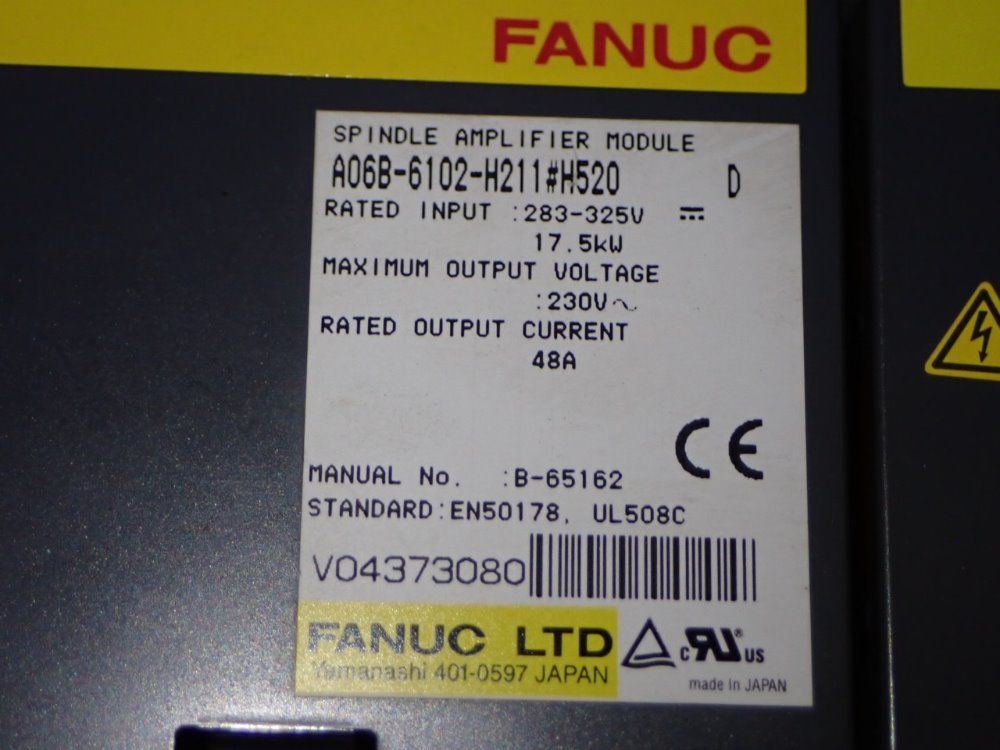 FANUC
SPINDLE AMPLIFIER MODULE
A06B-6102-H211#H520 D
RATED INPUT :283-325V ⎓
17.5kW
MAXIMUM OUTPUT VOLTAGE
:230V~
RATED OUTPUT CURRENT
48A
CE
MANUAL No. :B-65162
STANDARD:EN50178, UL508C
V04373080
FANUC LTD
Yamanashi 401-0597 JAPAN
c RU ® US
made in JAPAN